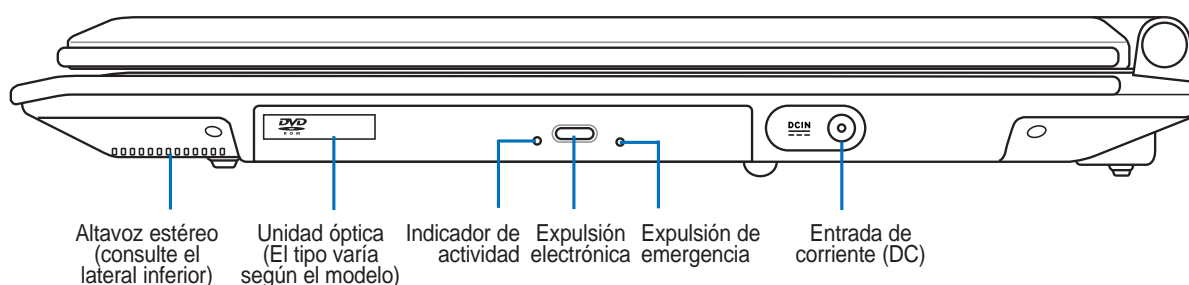 DVD
ROM
DCIN
Altavoz estéreo
(consulte el
lateral inferior)
Unidad óptica
(El tipo varía
según el modelo)
Indicador de
actividad
Expulsión
electrónica
Expulsión de
emergencia
Entrada de
corriente (DC)